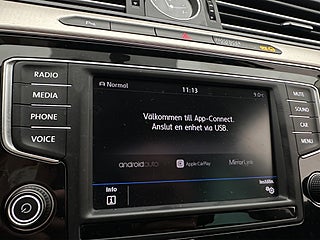 RADIO
MEDIA
PHONE
VOICE
Normal
11:13
Välkommen till App-Connect.
Anslut en enhet via USB.
androidauto
Apple CarPlay
MirrorLink
Info
Inställn.
MUTE
SOUND
CAR
MENU